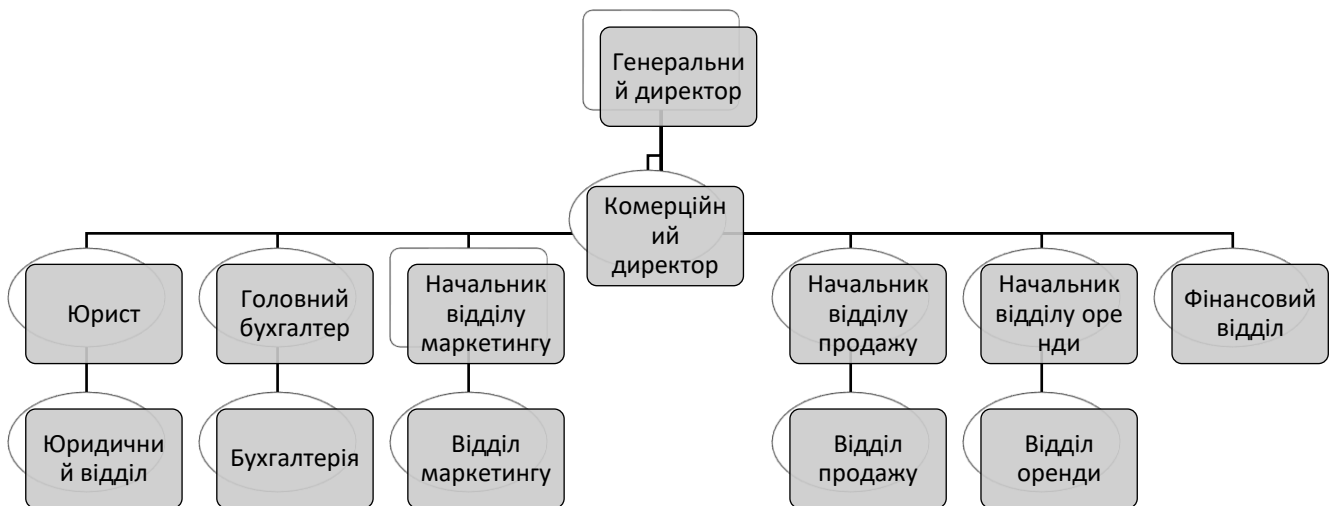 Генеральни
й директор
Комерційн
ий
директор
Юрист
Головний
бухгалтер
Начальник
відділу
маркетингу
Начальник
відділу
продажу
Начальник
відділу оре
нди
Фінансовий
відділ
Юридични
й відділ
Бухгалтерія
Відділ
маркетингу
Відділ
продажу
Відділ
оренди